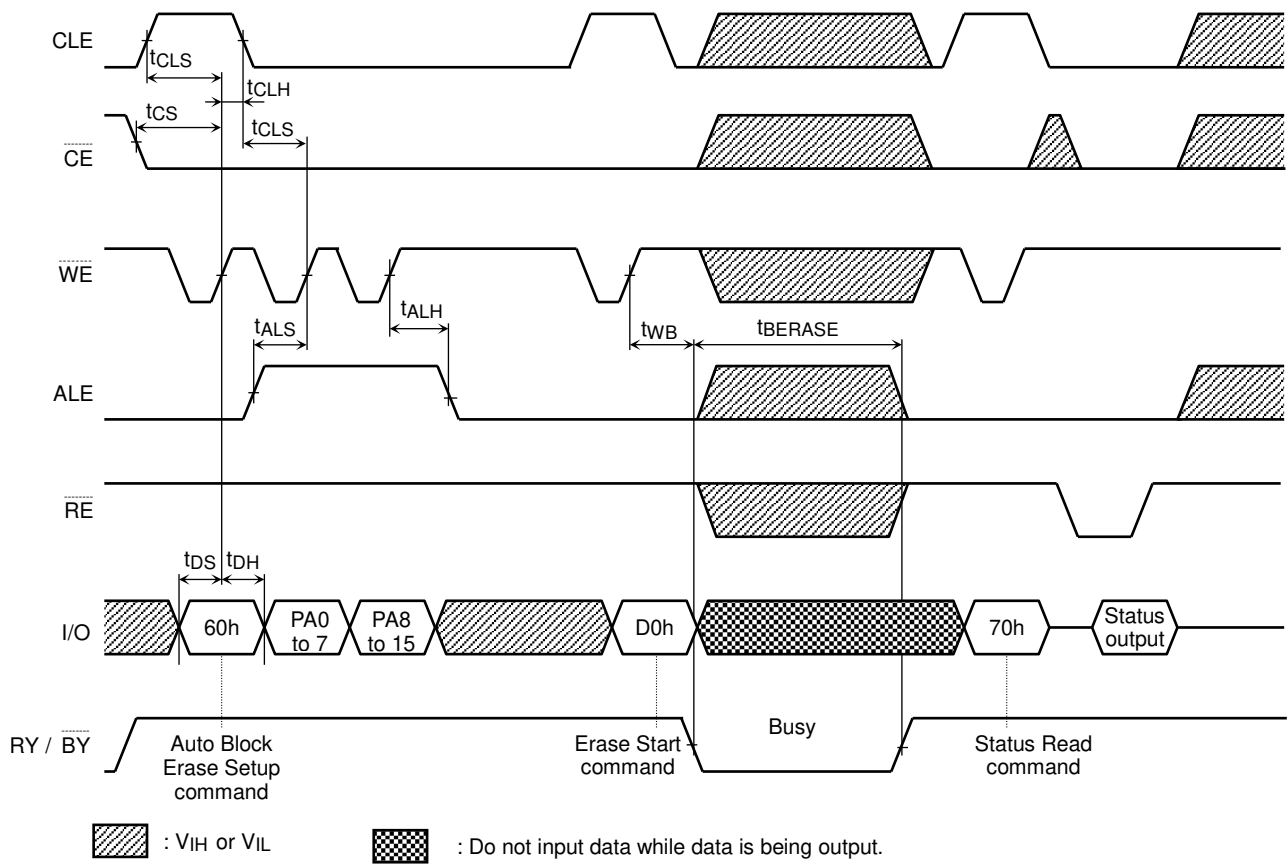 CLE
tCLS
tCLH
tCS
tCLS
CE
WE
tALS
tALH
tWB
tBERASE
ALE
RE
tDS
tDH
I/O
60h
PA0
to 7
PA8
to 15
D0h
70h
Status
output
RY / BY
Busy
Auto Block
Erase Setup
command
Erase Start
command
Status Read
command
: VIH or VIL
: Do not input data while data is being output.